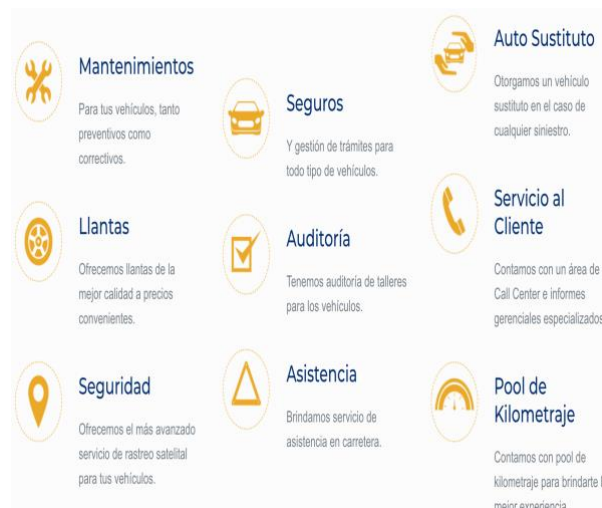 Mantenimientos
Para tus vehículos, tanto
preventivos como
correctivos.
Llantas
Ofrecemos llantas de la
mejor calidad a precios
convenientes.
Seguridad
Ofrecemos el más avanzado
servicio de rastreo satelital
para tus vehículos.
Seguros
Y gestión de trámites para
todo tipo de vehículos.
Auditoría
Tenemos auditoría de talleres
para los vehículos.
Asistencia
Brindamos servicio de
asistencia en carretera.
Auto Sustituto
Otorgamos un vehículo
sustituto en el caso de
cualquier siniestro.
Servicio al
Cliente
Contamos con un área de
Call Center e informes
gerenciales especializados
Pool de
Kilometraje
Contamos con pool de
kilometraje para brindarte
mejor experiencia